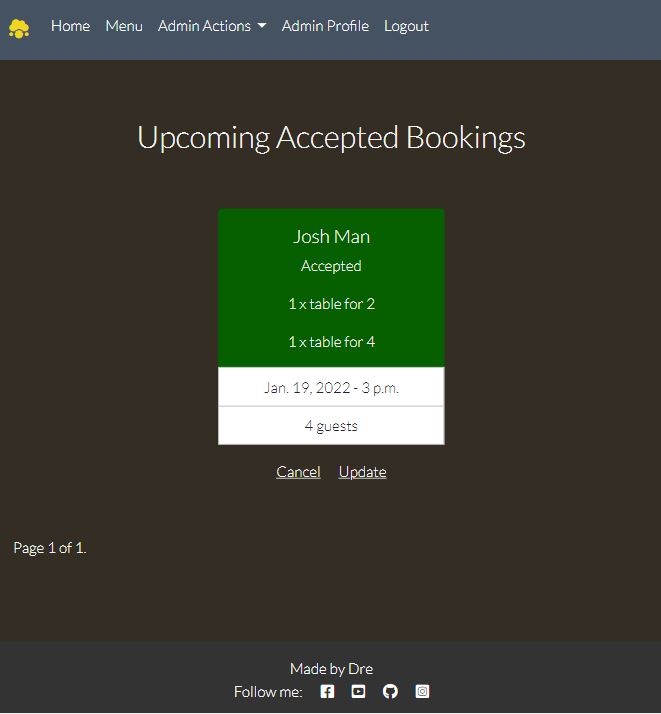 Home Menu Admin Actions Admin Profile Logout
Upcoming Accepted Bookings
Josh Man
Accepted
1 x table for 2
1 x table for 4
Jan. 19, 2022 - 3 p.m.
4 guests
Cancel Update
Page 1 of 1.
Made by Dre
Follow me: